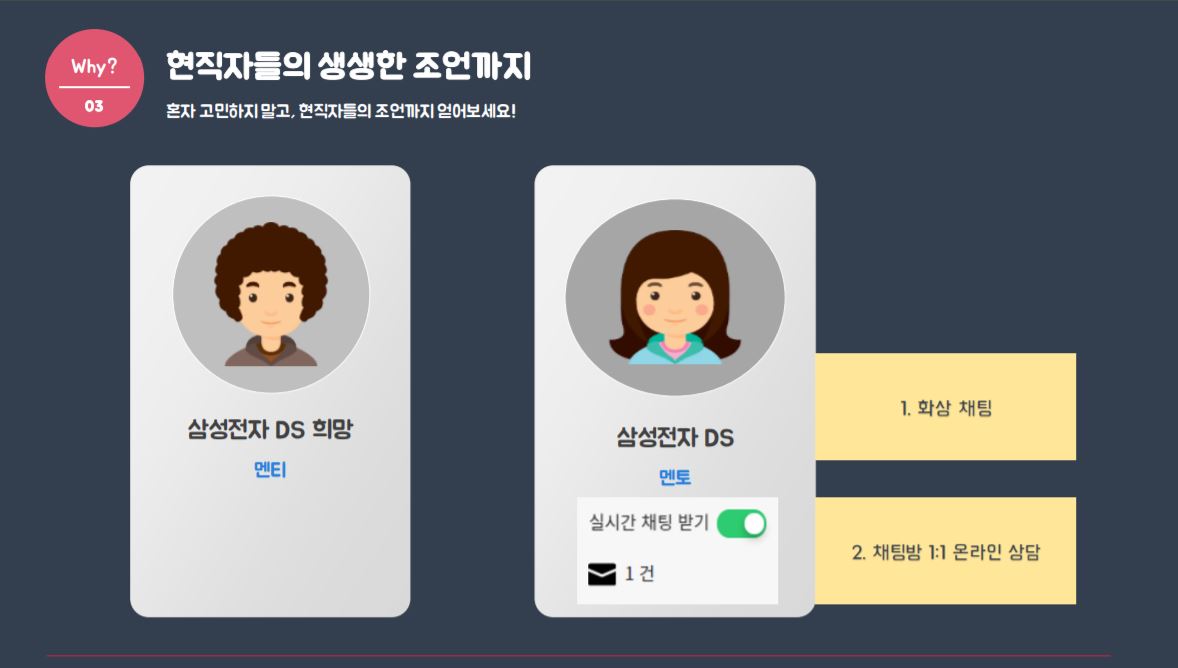 Why?
03
현직자들의 생생한 조언까지
혼자 고민하지 말고, 현직자들의 조언까지 얻어보세요!
삼성전자 DS 희망
멘티
삼성전자 DS
멘토
실시간 채팅 받기
1 건
1. 화상 채팅
2. 채팅방 1:1 온라인 상담